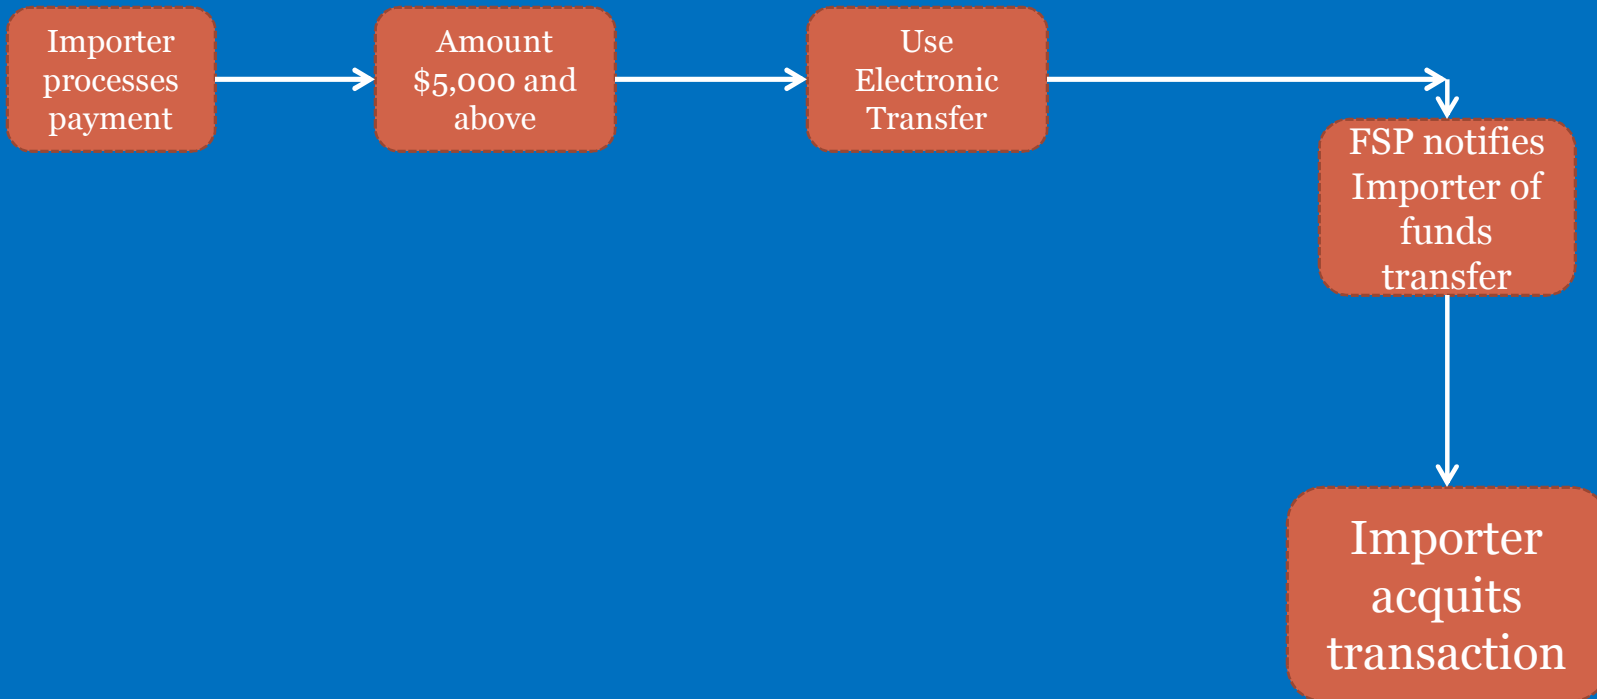 Importer
processes
payment
Amount
$5,000 and
above
Use
Electronic
Transfer
FSP notifies
Importer of
funds
transfer
Importer
acquits
transaction